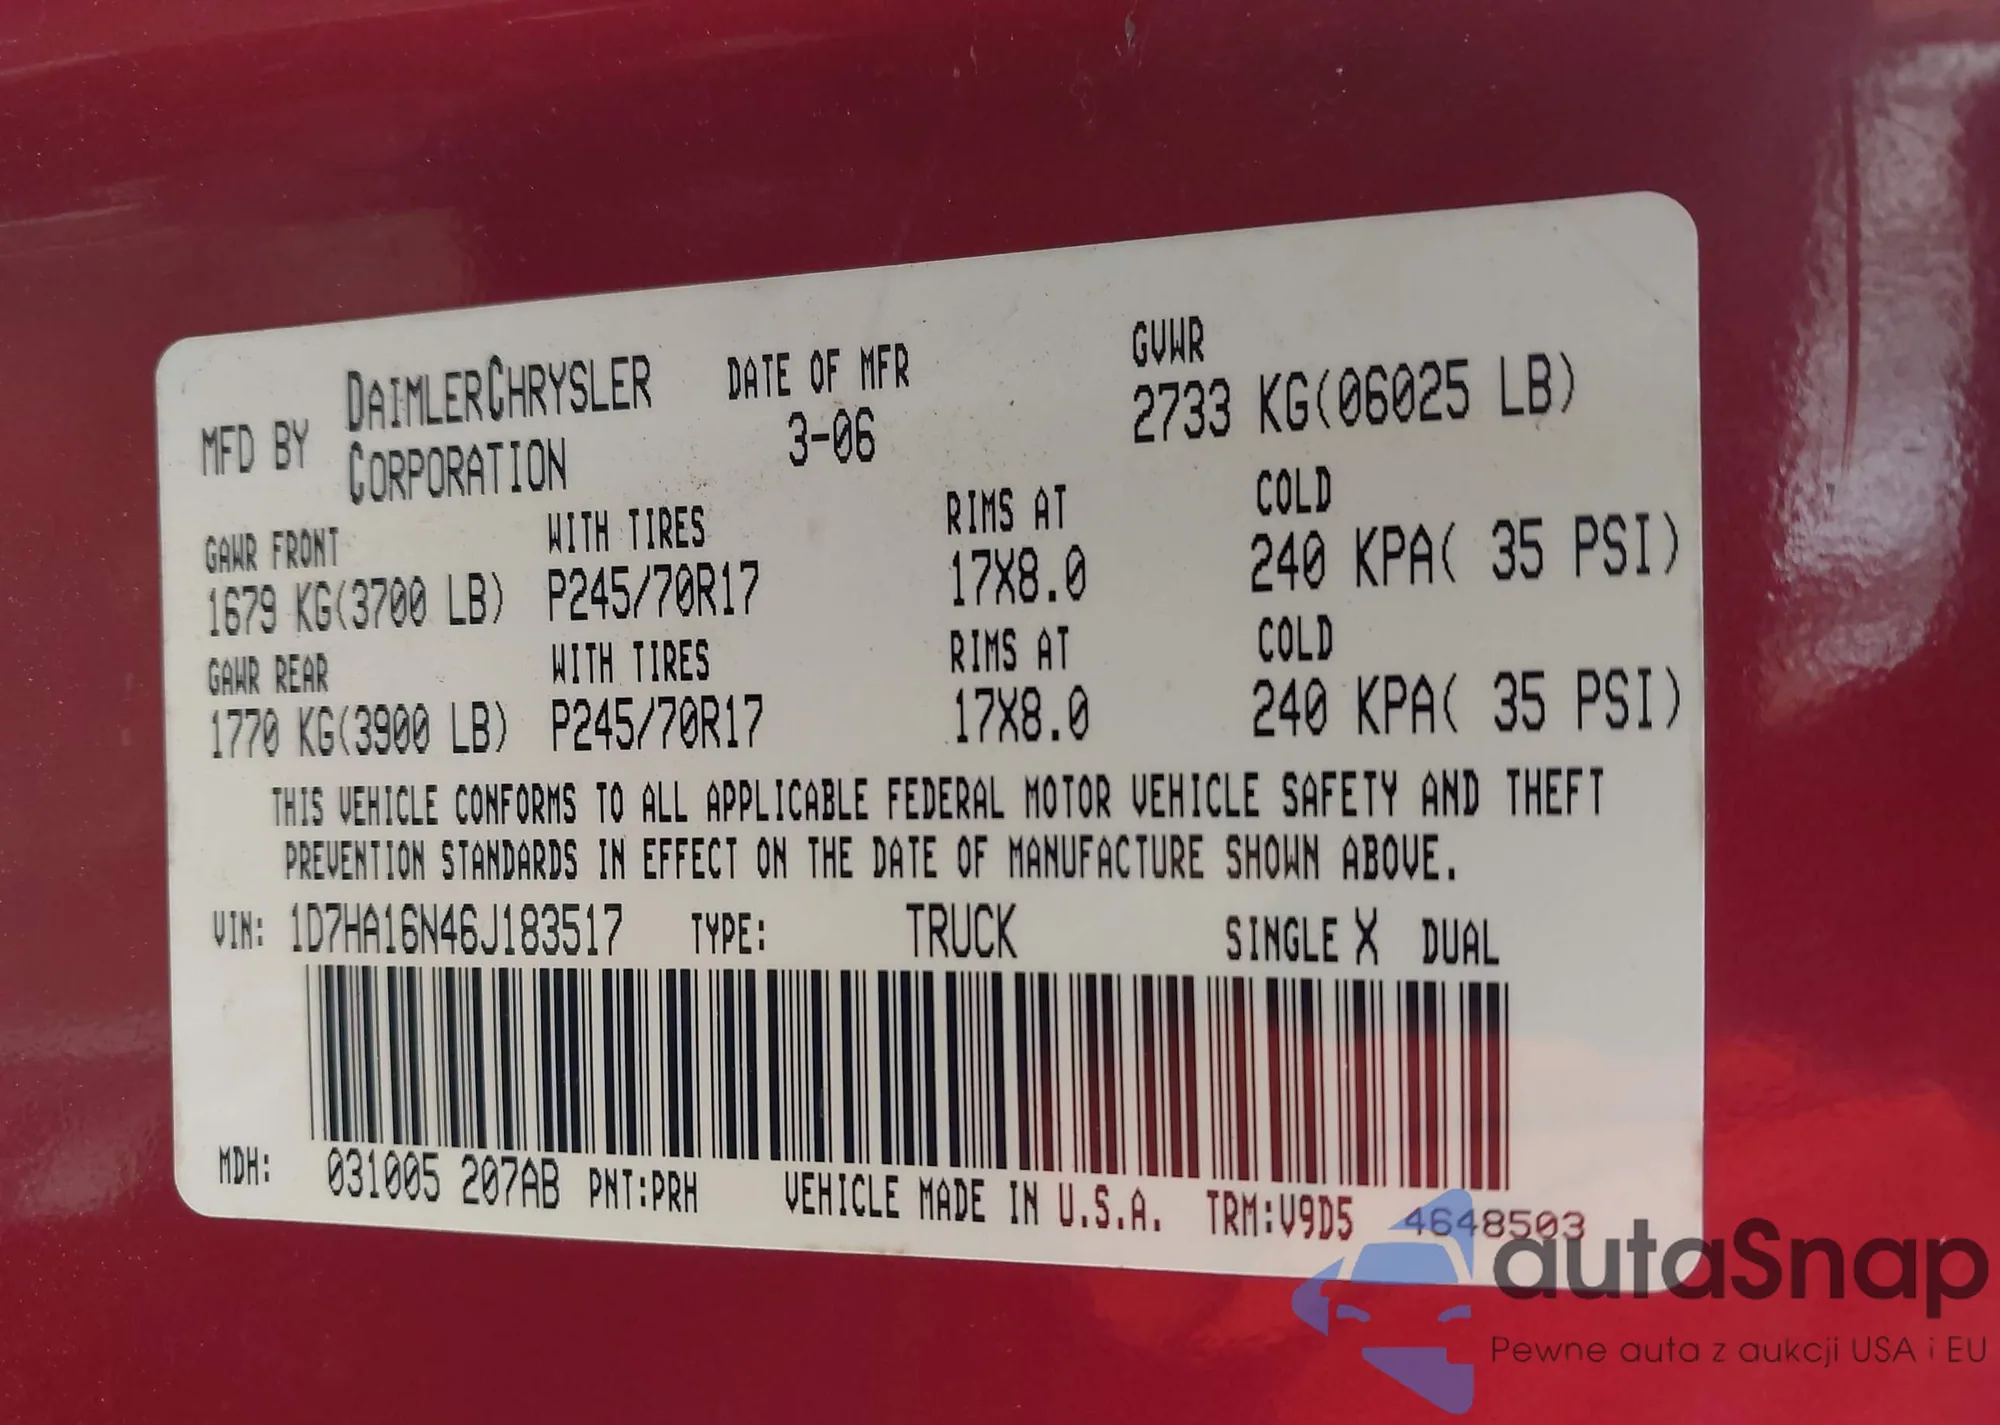 MFD BY DAIMLERCHRYSLER CORPORATION DATE OF MFR 3-06 GVWR 2733 KG(06025 LB)
GAWR FRONT WITH TIRES RIMS AT COLD
1679 KG(3700 LB) P245/70R17 17X8.0 240 KPA( 35 PSI)
GAWR REAR WITH TIRES RIMS AT COLD
1770 KG(3900 LB) P245/70R17 17X8.0 240 KPA( 35 PSI)
THIS VEHICLE CONFORMS TO ALL APPLICABLE FEDERAL MOTOR VEHICLE SAFETY AND THEFT
PREVENTION STANDARDS IN EFFECT ON THE DATE OF MANUFACTURE SHOWN ABOVE.
VIN: 1D7HA16N46J183517 TYPE: TRUCK SINGLE X DUAL
MDH: 031005 207AB PNT:PRH VEHICLE MADE IN U.S.A. TRM:V9D5 4648503
autaSnap
Pewne auta z aukcji USA i EU